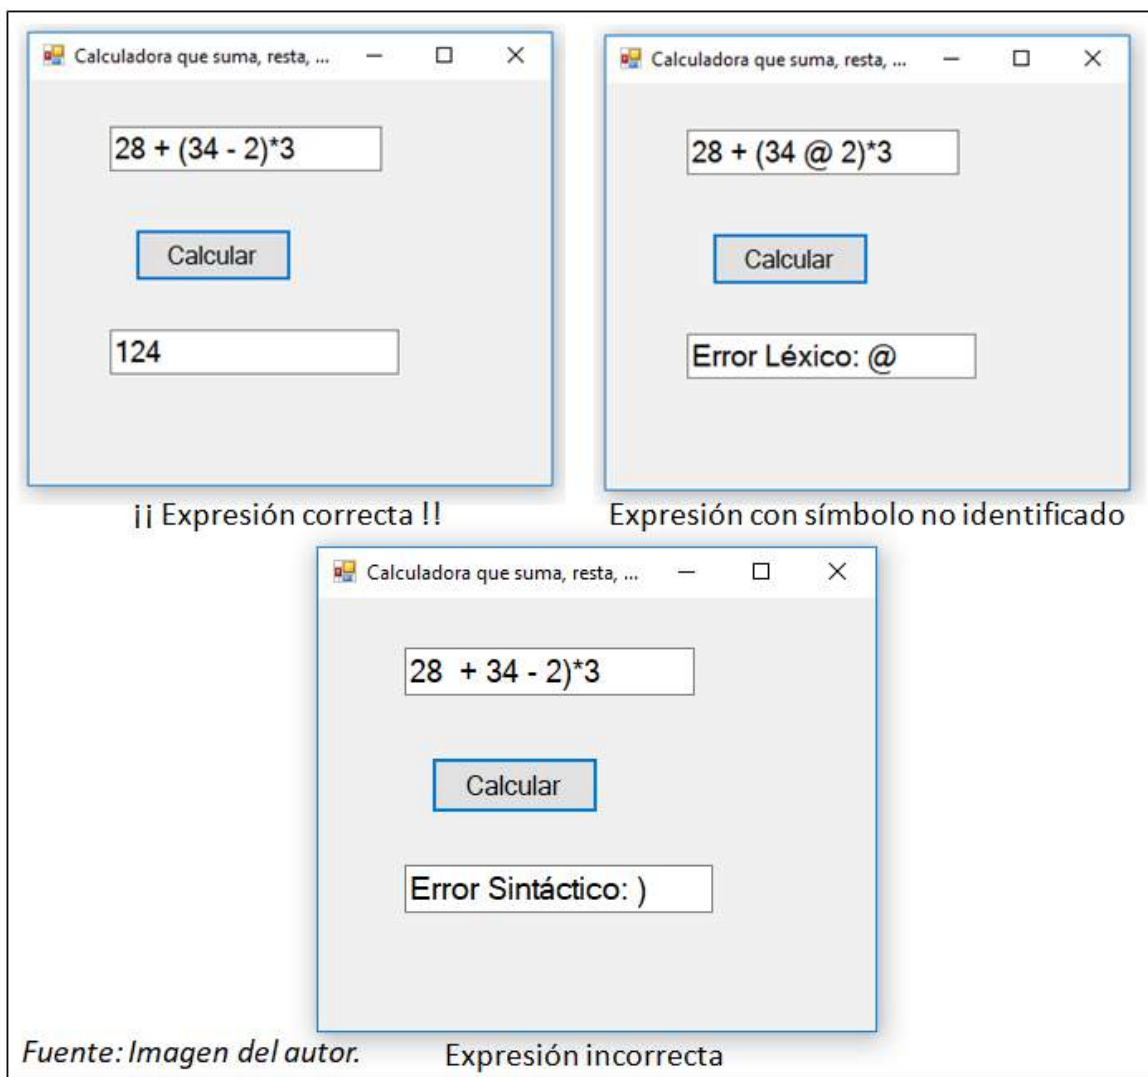 Calculadora que suma, resta, ...
28 + (34 - 2)*3
Calcular
124
¡¡ Expresión correcta !!
Calculadora que suma, resta, ...
28 + (34 @ 2)*3
Calcular
Error Léxico: @
Expresión con símbolo no identificado
Calculadora que suma, resta, ...
28  + 34 - 2)*3
Calcular
Error Sintáctico: )
Expresión incorrecta
Fuente: Imagen del autor.